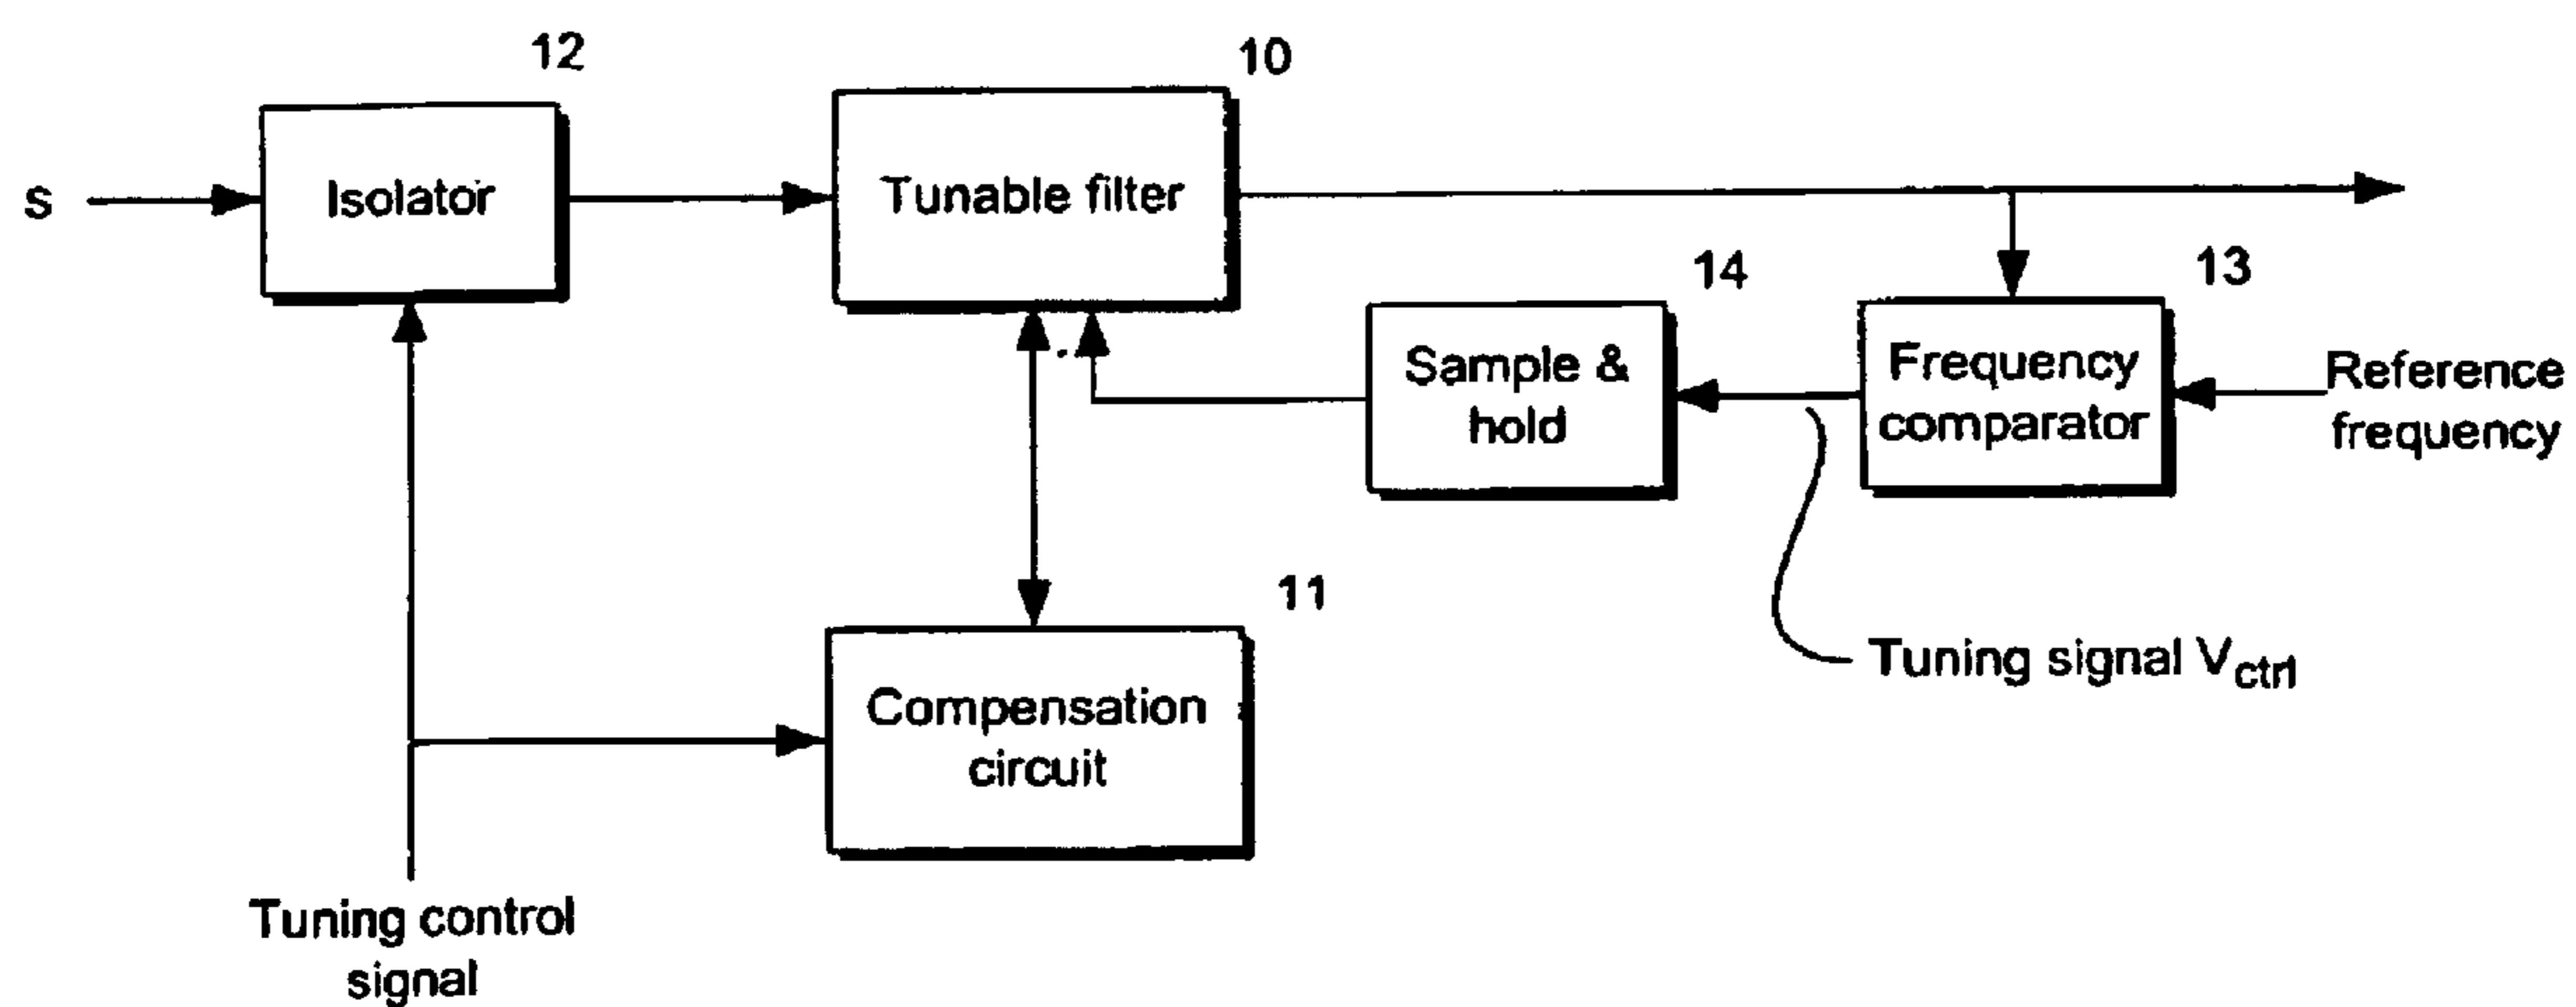 12
10
S
Isolator
Tunable filter
14
13
Sample &
hold
Frequency
comparator
Reference
frequency
11
Compensation
circuit
Tuning signal Vctrl
Tuning control
signal